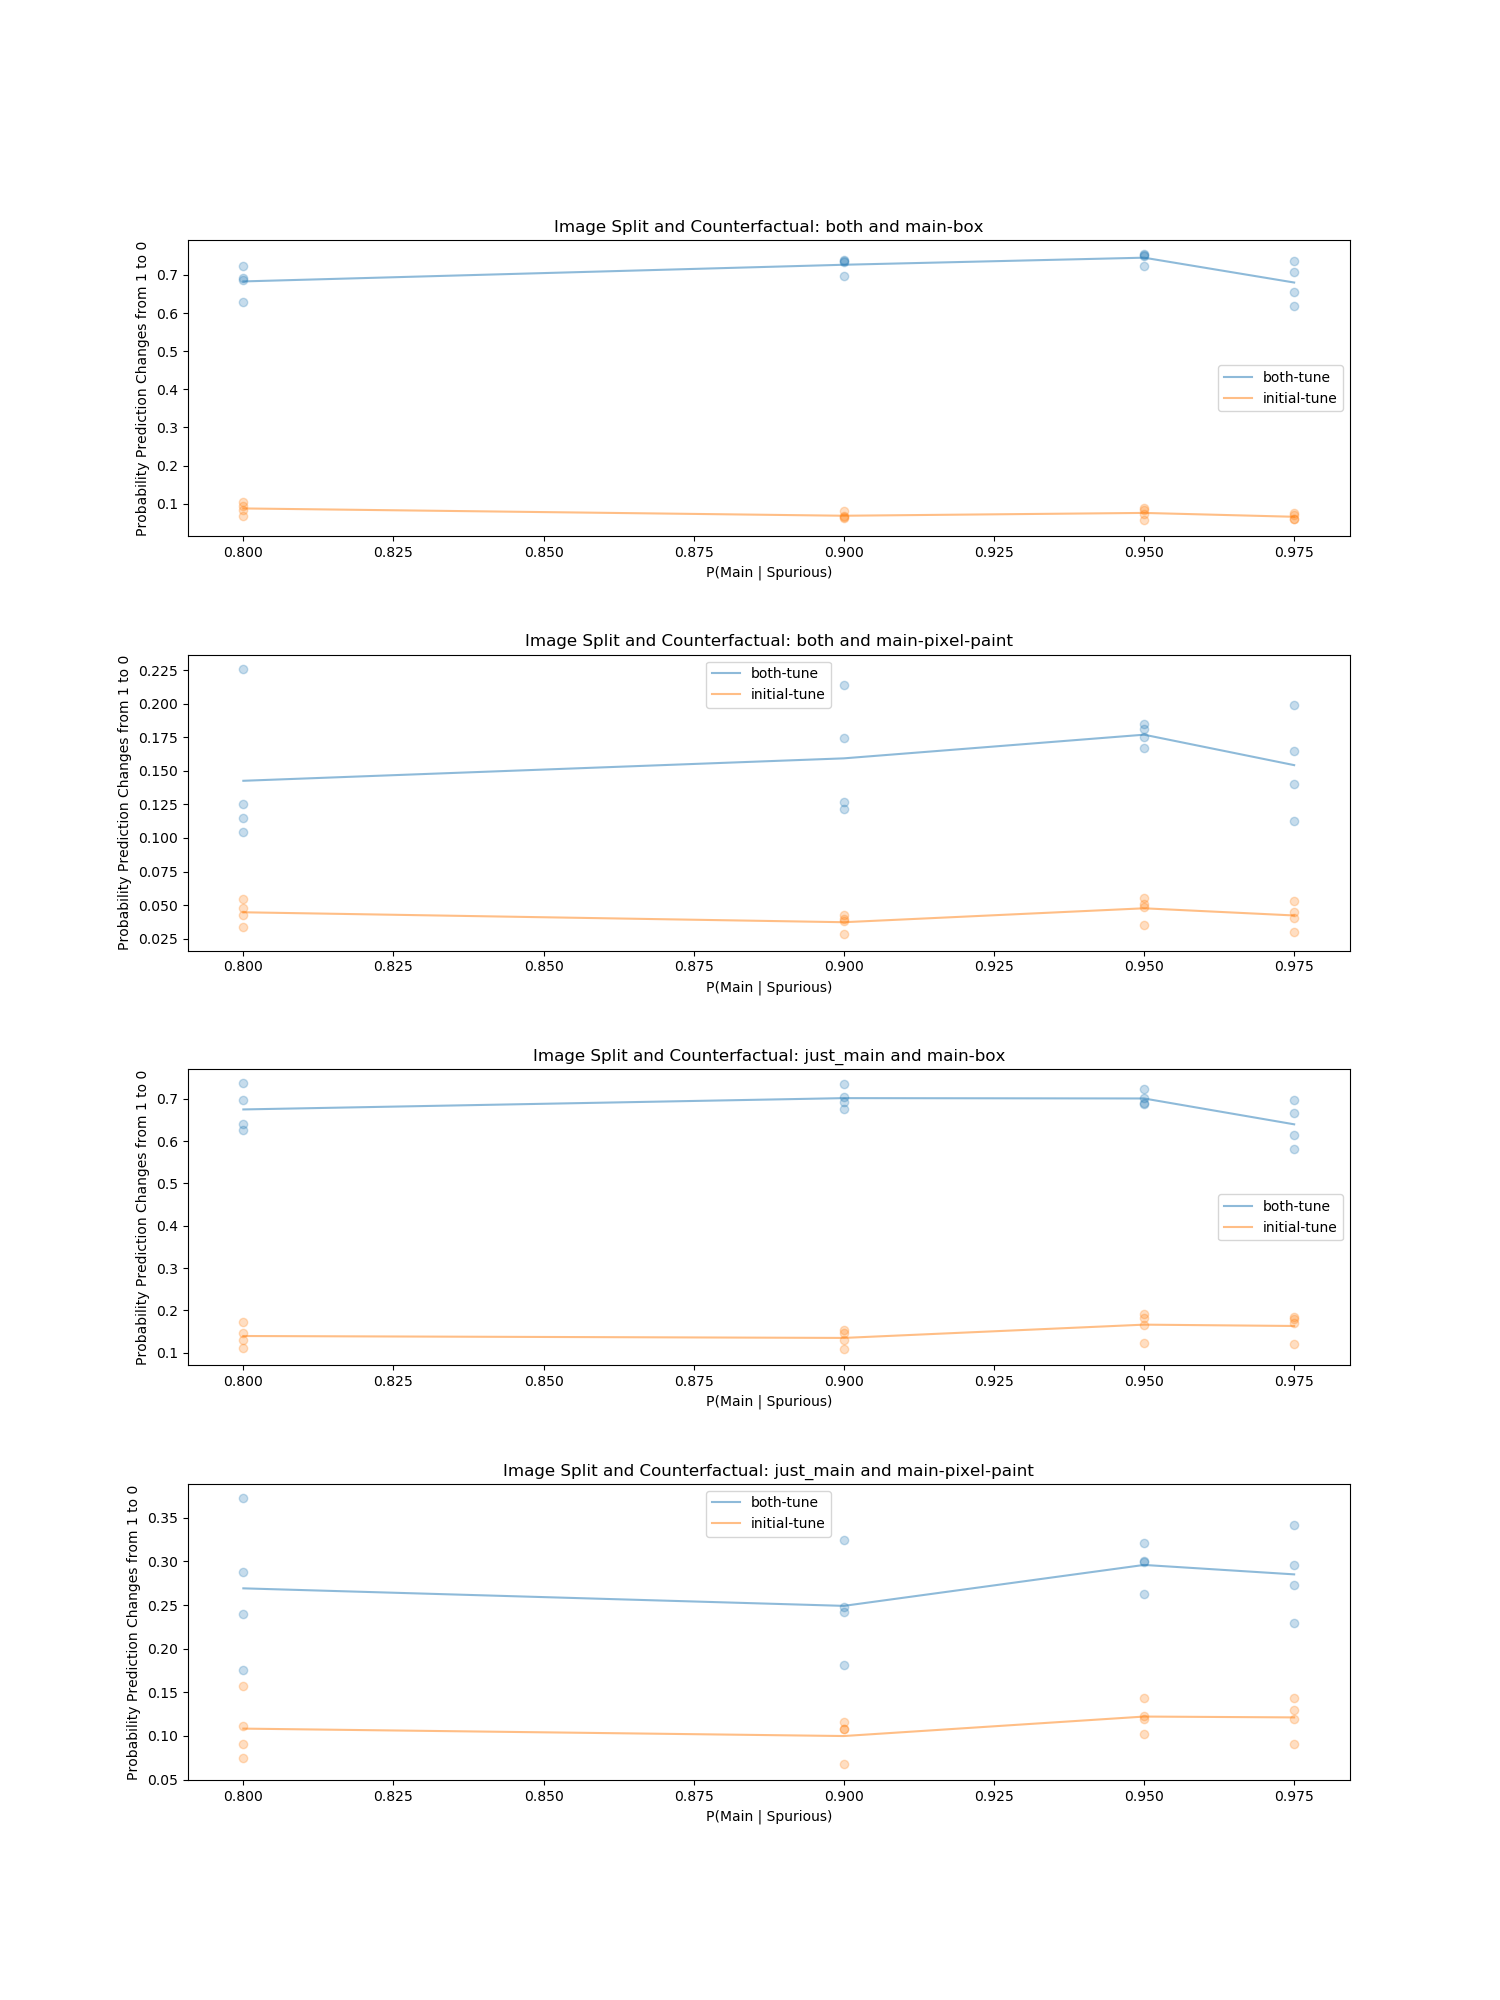 Image Split and Counterfactual: both and main-box
Probability Prediction Changes from 1 to 0
0.7
0.6
0.5
0.4
0.3
0.2
0.1
both-tune
initial-tune
0.800 0.825 0.850 0.875 0.900 0.925 0.950 0.975
P(Main | Spurious)
Image Split and Counterfactual: both and main-pixel-paint
Probability Prediction Changes from 1 to 0
0.225
0.200
0.175
0.150
0.125
0.100
0.075
0.050
0.025
both-tune
initial-tune
0.800 0.825 0.850 0.875 0.900 0.925 0.950 0.975
P(Main | Spurious)
Image Split and Counterfactual: just_main and main-box
Probability Prediction Changes from 1 to 0
0.7
0.6
0.5
0.4
0.3
0.2
0.1
both-tune
initial-tune
0.800 0.825 0.850 0.875 0.900 0.925 0.950 0.975
P(Main | Spurious)
Image Split and Counterfactual: just_main and main-pixel-paint
Probability Prediction Changes from 1 to 0
0.35
0.30
0.25
0.20
0.15
0.10
0.05
both-tune
initial-tune
0.800 0.825 0.850 0.875 0.900 0.925 0.950 0.975
P(Main | Spurious)